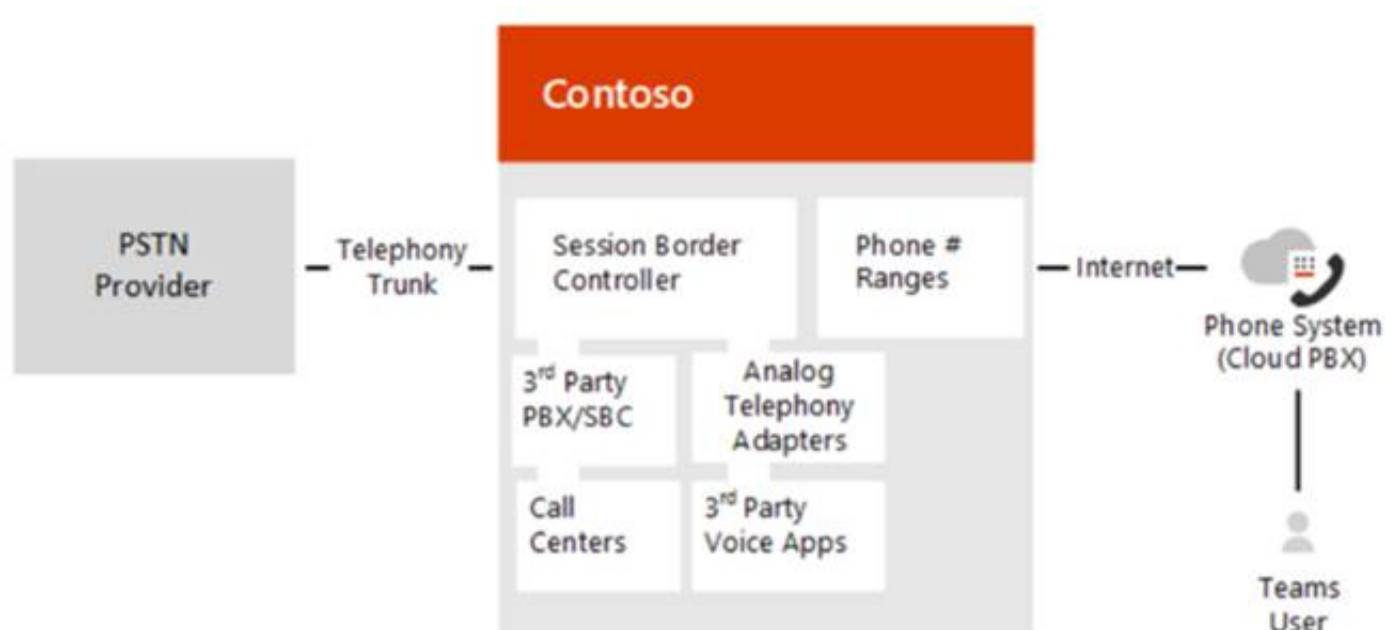 Contoso
PSTN
Provider
Telephony
Trunk
Session Border
Controller
Phone #
Ranges
Internet
Phone System
(Cloud PBX)
3rd Party
PBX/SBC
Analog
Telephony
Adapters
Call
Centers
3rd Party
Voice Apps
Teams
User